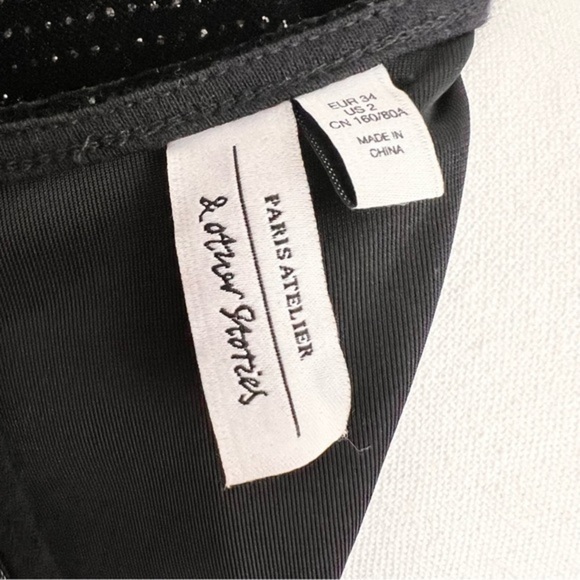 & other Stories
PARIS ATELIER
EUR 34
US 2
CN 160/80A
MADE IN
CHINA